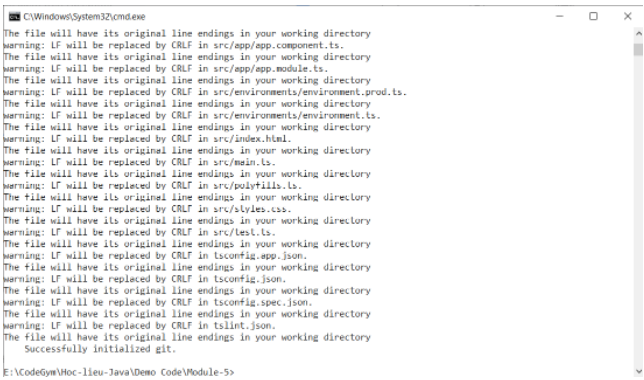 C:\Windows\System32\cmd.exe
The file will have its original line endings in your working directory
warning: LF will be replaced by CRLF in src/app/app.component.ts.
The file will have its original line endings in your working directory
warning: LF will be replaced by CRLF in src/app/app.module.ts.
The file will have its original line endings in your working directory
warning: LF will be replaced by CRLF in src/environments/environment.prod.ts.
The file will have its original line endings in your working directory
warning: LF will be replaced by CRLF in src/environments/environment.ts.
The file will have its original line endings in your working directory
warning: LF will be replaced by CRLF in src/index.html.
The file will have its original line endings in your working directory
warning: LF will be replaced by CRLF in src/main.ts.
The file will have its original line endings in your working directory
warning: LF will be replaced by CRLF in src/polyfills.ts.
The file will have its original line endings in your working directory
warning: LF will be replaced by CRLF in src/styles.css.
The file will have its original line endings in your working directory
warning: LF will be replaced by CRLF in src/test.ts.
The file will have its original line endings in your working directory
warning: LF will be replaced by CRLF in tsconfig.app.json.
The file will have its original line endings in your working directory
warning: LF will be replaced by CRLF in tsconfig.json.
The file will have its original line endings in your working directory
warning: LF will be replaced by CRLF in tsconfig.spec.json.
The file will have its original line endings in your working directory
warning: LF will be replaced by CRLF in tslint.json.
The file will have its original line endings in your working directory
Successfully initialized git.
E:\CodeGym\Hoc-lieu-Java\Demo Code\Module-5>